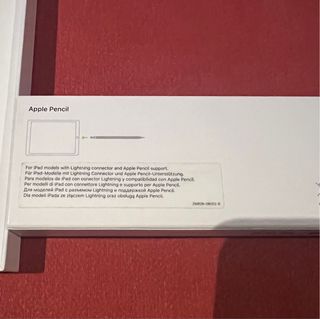 Apple Pencil
For iPad models with Lightning connector and Apple Pencil support.
Für iPad-Modelle mit Lightning Connector und Apple Pencil-Unterstützung.
Para modelos de iPad con conector Lightning y compatibilidad con Apple Pencil.
Per modelli di iPad con connettore Lightning e supporto per Apple Pencil.
Для моделей iPad с разъемом Lightning и поддержкой Apple Pencil.
Dla modeli iPada ze złączem Lightning oraz obsługą Apple Pencil.